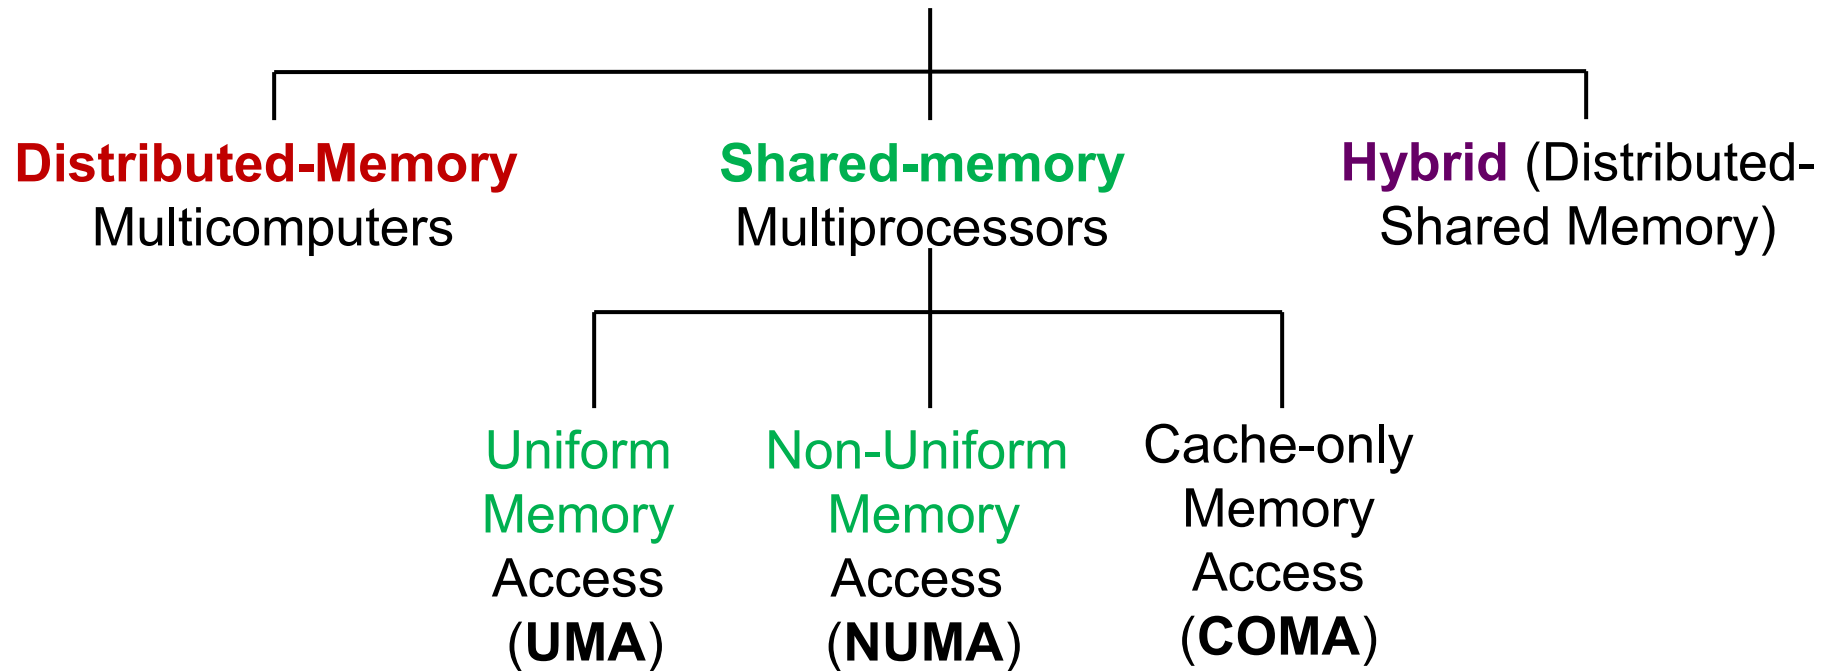 Distributed-Memory
Multicomputers
Shared-memory
Multiprocessors
Hybrid (Distributed-
Shared Memory)
Uniform
Memory
Access
(UMA)
Non-Uniform
Memory
Access
(NUMA)
Cache-only
Memory
Access
(COMA)